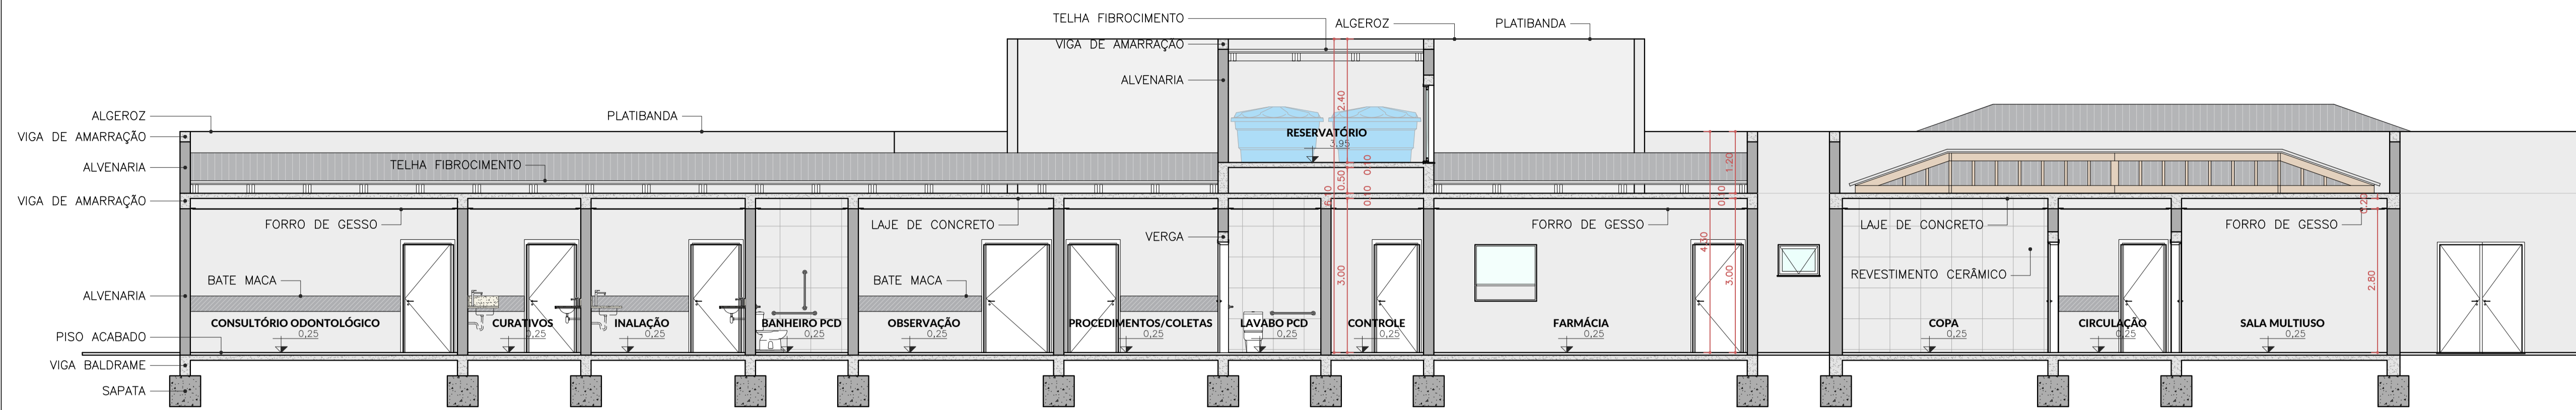 TELHA FIBROCIMENTO
ALGEROZ
PLATIBANDA
VIGA DE AMARRAÇÃO
ALVENARIA
2.40
ALGEROZ
PLATIBANDA
VIGA DE AMARRAÇÃO
RESERVATÓRIO
3,95
ALVENARIA
TELHA FIBROCIMENTO
0.10
1.20
0.50
6.10
0.10
0.10
VIGA DE AMARRAÇÃO
0.20
FORRO DE GESSO
LAJE DE CONCRETO
FORRO DE GESSO
LAJE DE CONCRETO
FORRO DE GESSO
VERGA
4.30
BATE MACA
BATE MACA
3.00
3.00
REVESTIMENTO CERÂMICO
2.80
ALVENARIA
CONSULTÓRIO ODONTOLÓGICO
0,25
CURATIVOS
0,25
INALAÇÃO
0,25
BANHEIRO PCD
0,25
OBSERVAÇÃO
0,25
PROCEDIMENTOS/COLETAS
0,25
LAVABO PCD
0,25
CONTROLE
0,25
FARMÁCIA
0,25
COPA
0,25
CIRCULAÇÃO
0,25
SALA MULTIUSO
0,25
PISO ACABADO
VIGA BALDRAME
SAPATA